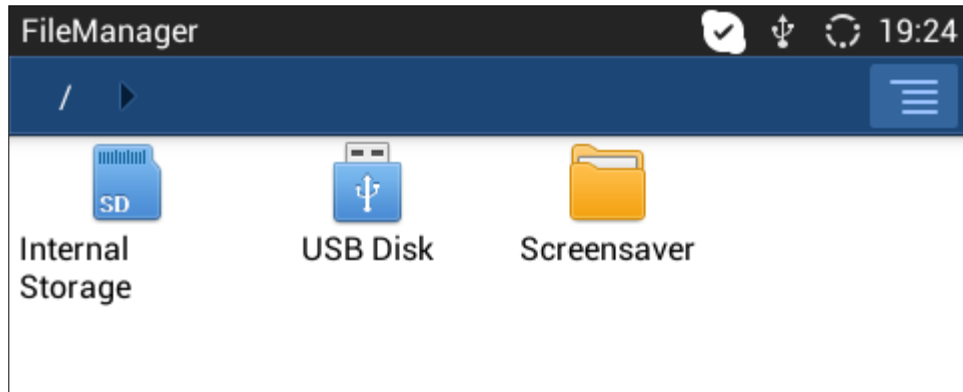 FileManager 19:24
/
SD
Internal
Storage
USB Disk
Screensaver